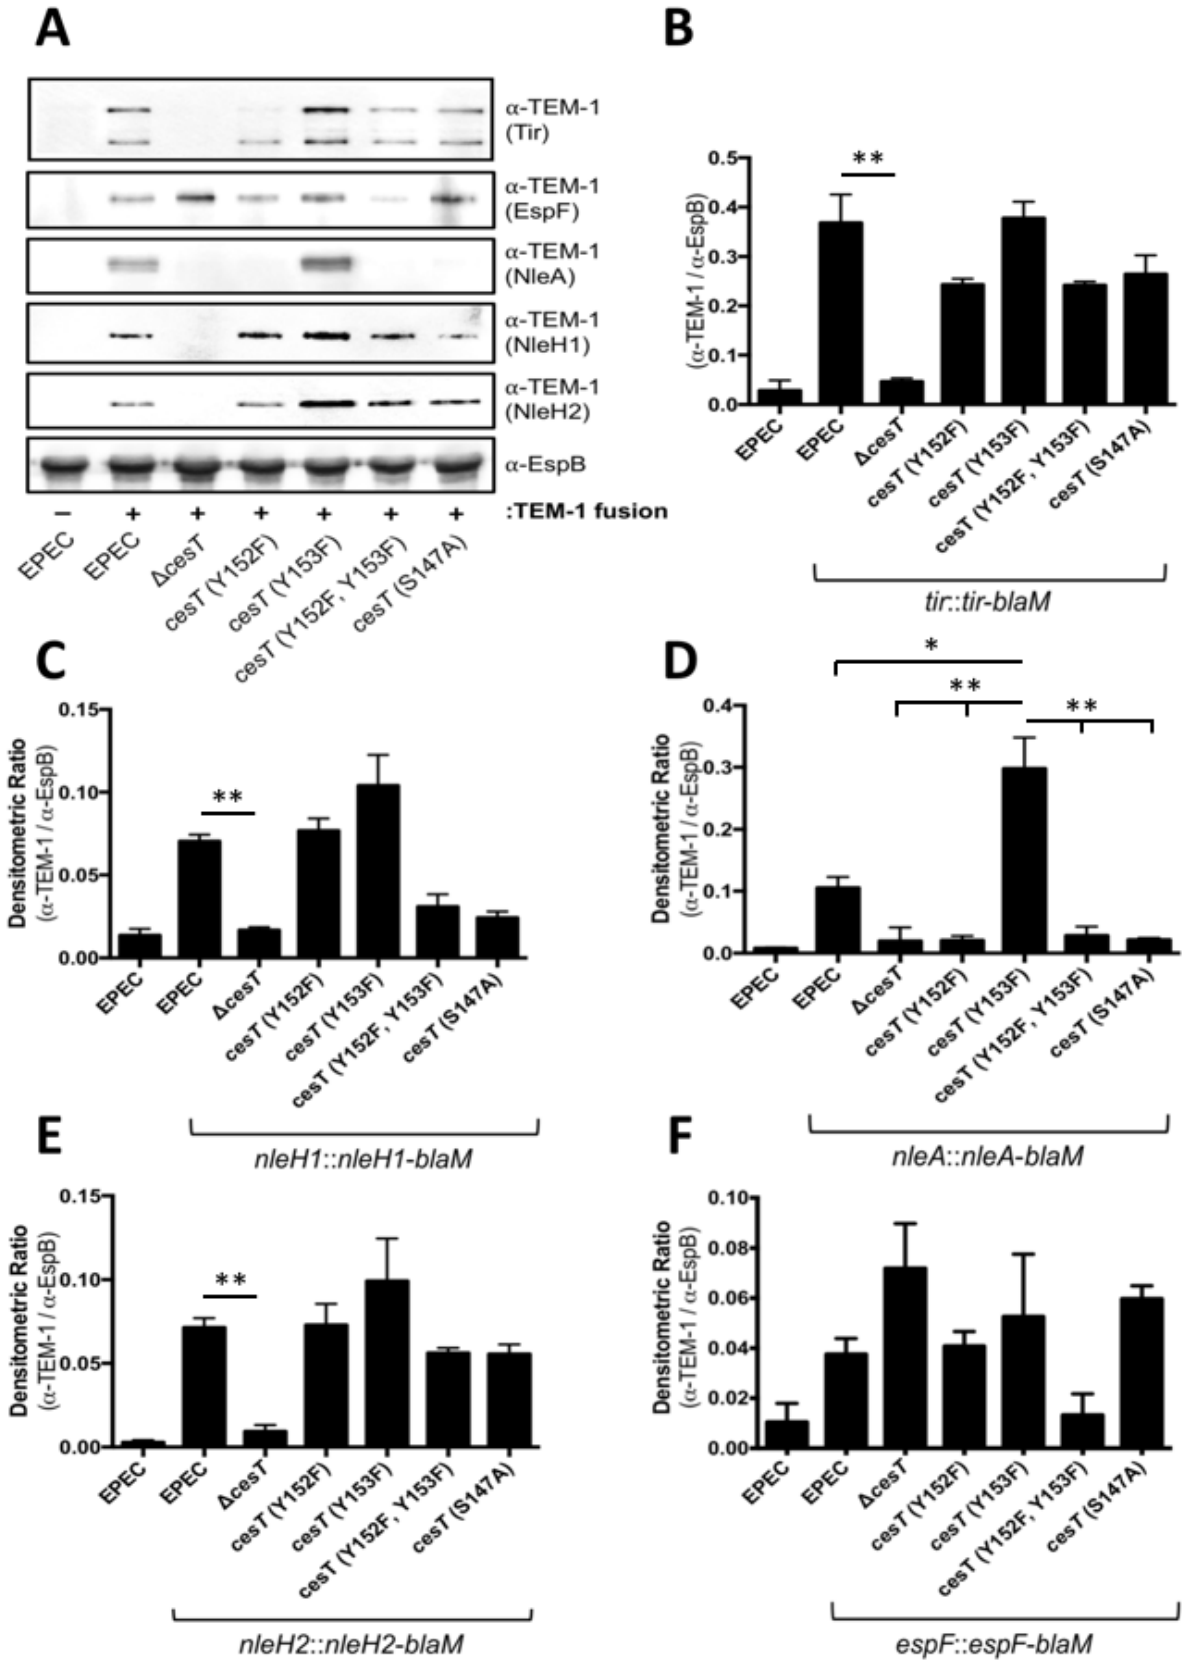 A
α-TEM-1
(Tir)
α-TEM-1
(EspF)
α-TEM-1
(NleA)
α-TEM-1
(NleH1)
α-TEM-1
(NleH2)
α-EspB
– + + + + + + :TEM-1 fusion
EPEC
EPEC
ΔcesT
cesT (Y152F)
cesT (Y153F)
cesT (Y152F, Y153F)
cesT (S147A)
B
(α-TEM-1 / α-EspB)
0.5
0.4
0.3
0.2
0.1
0.0
**
EPEC
EPEC
ΔcesT
cesT (Y152F)
cesT (Y153F)
cesT (Y152F, Y153F)
cesT (S147A)
tir::tir-blaM
C
Densitometric Ratio
(α-TEM-1 / α-EspB)
0.15
0.10
0.05
0.00
**
EPEC
EPEC
ΔcesT
cesT (Y152F)
cesT (Y153F)
cesT (Y152F, Y153F)
cesT (S147A)
nleH1::nleH1-blaM
D
Densitometric Ratio
(α-TEM-1 / α-EspB)
0.4
0.3
0.2
0.1
0.0
*
**
**
EPEC
EPEC
ΔcesT
cesT (Y152F)
cesT (Y153F)
cesT (Y152F, Y153F)
cesT (S147A)
nleA::nleA-blaM
E
Densitometric Ratio
(α-TEM-1 / α-EspB)
0.15
0.10
0.05
0.00
**
EPEC
EPEC
ΔcesT
cesT (Y152F)
cesT (Y153F)
cesT (Y152F, Y153F)
cesT (S147A)
nleH2::nleH2-blaM
F
Densitometric Ratio
(α-TEM-1 / α-EspB)
0.10
0.08
0.06
0.04
0.02
0.00
EPEC
EPEC
ΔcesT
cesT (Y152F)
cesT (Y153F)
cesT (Y152F, Y153F)
cesT (S147A)
espF::espF-blaM